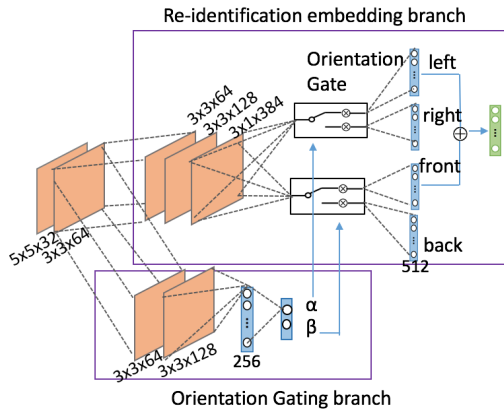 Re-identification embedding branch
Orientation
Gate
left
right
front
back
512
3x3x64
3x3x128
3x1x384
5x5x32
3x3x64
α
β
256
3x3x64
3x3x128
Orientation Gating branch